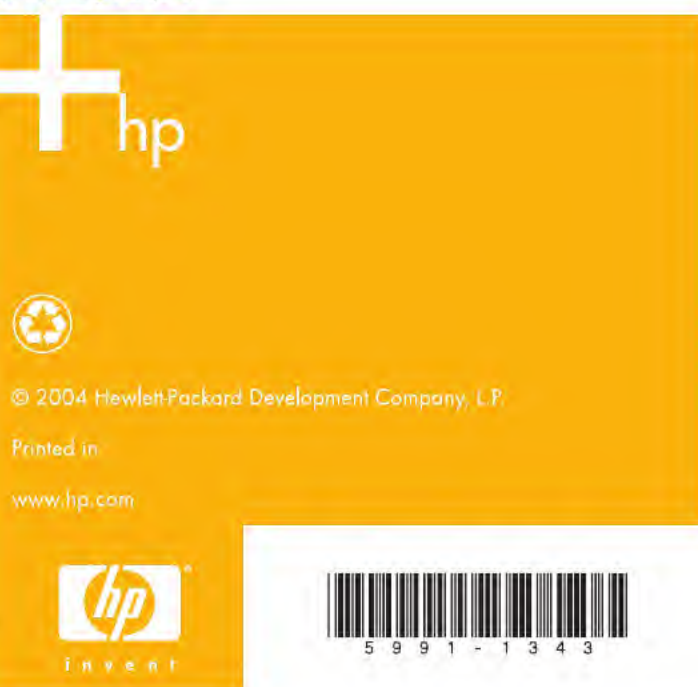 hp
© 2004 Hewlett-Packard Development Company, L.P.
Printed in
www.hp.com
hp®
invent
5991-1343